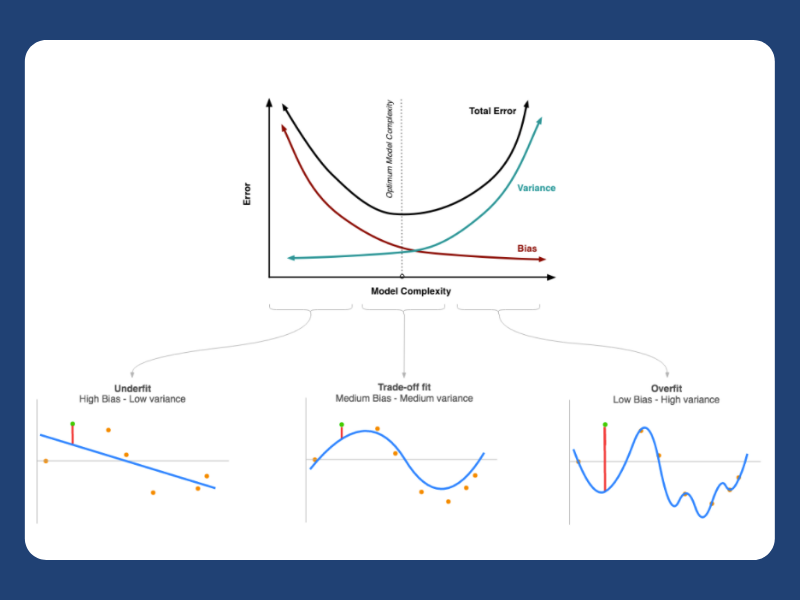 Optimum Model Complexity
Total Error
Variance
Error
Bias
Model Complexity
Underfit
High Bias - Low variance
Trade-off fit
Medium Bias - Medium variance
Overfit
Low Bias - High variance